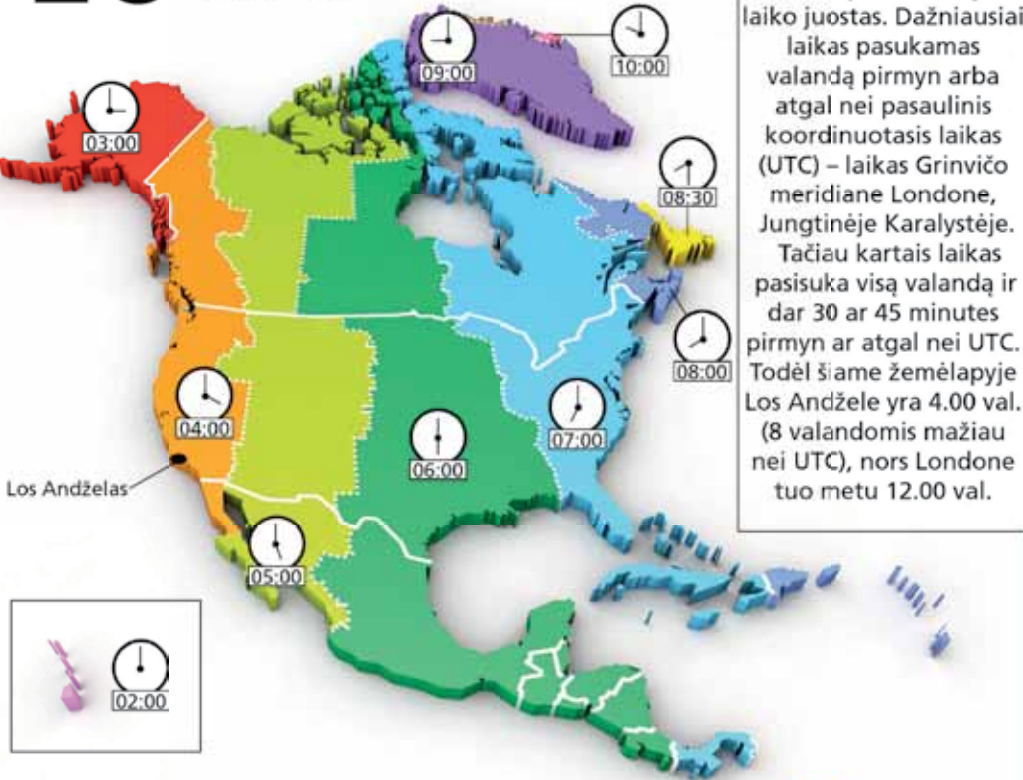 laiko juostas. Dažniausiai
laikas pasukamas
valandą pirmyn arba
atgal nei pasaulinis
koordinuotasis laikas
(UTC) – laikas Grinvičo
meridiane Londone,
Jungtinėje Karalystėje.
Tačiau kartais laikas
pasisuka visą valandą ir
dar 30 ar 45 minutes
pirmyn ar atgal nei UTC.
Todėl šiame žemėlapyje
Los Andžele yra 4.00 val.
(8 valandomis mažiau
nei UTC), nors Londone
tuo metu 12.00 val.
09:00
10:00
03:00
08:30
08:00
04:00
07:00
06:00
Los Andželas
05:00
02:00